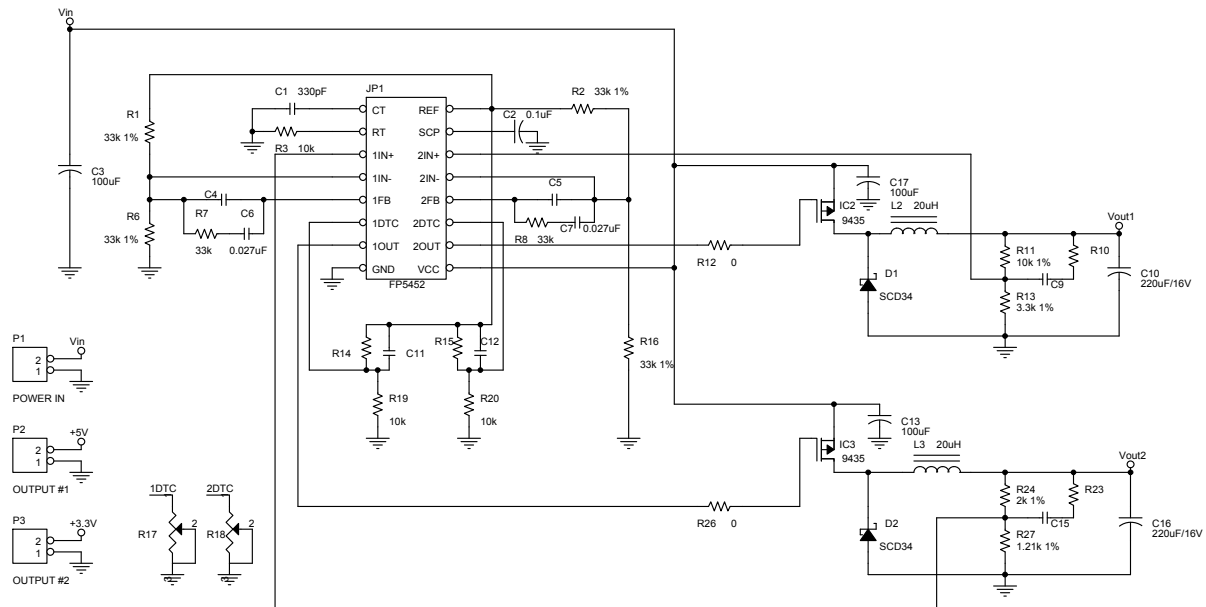 Vin
C3
100uF
R1
33k 1%
R6
33k 1%
C1 330pF
R3 10k
C4
R7
33k
C6
0.027uF
JP1
CT
RT
1IN+
1IN-
1FB
1DTC
1OUT
GND
REF
SCP
2IN+
2IN-
2FB
2DTC
2OUT
VCC
FP5452
R2 33k 1%
C2 0.1uF
C5
C7 0.027uF
R8 33k
R12 0
C17
100uF
IC2
9435
L2 20uH
Vout1
D1
SCD34
R11
10k 1%
R10
C9
R13
3.3k 1%
C10
220uF/16V
R14
C11
R15
C12
R19
10k
R20
10k
R16
33k 1%
C13
100uF
IC3
9435
L3 20uH
Vout2
R26 0
D2
SCD34
R24
2k 1%
R23
C15
R27
1.21k 1%
C16
220uF/16V
P1
Vin
2
1
POWER IN
P2
+5V
2
1
OUTPUT #1
P3
+3.3V
2
1
OUTPUT #2
1DTC
R17
2
3
2DTC
R18
2
3